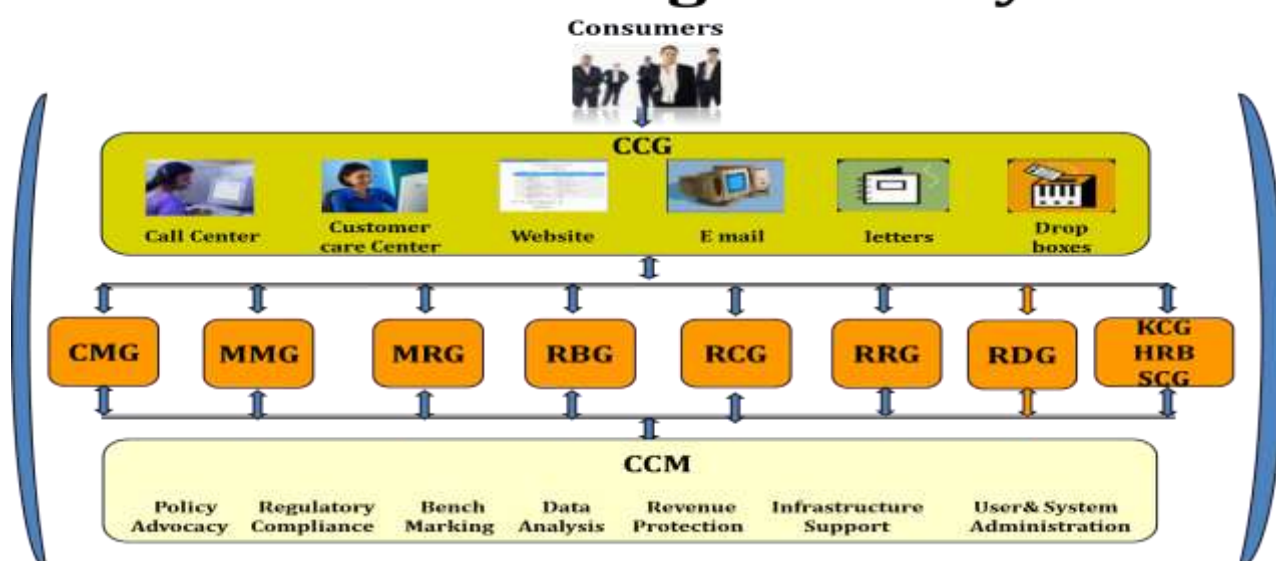 Consumers
CCG
Call Center
Customer
care Center
Website
E mail
letters
Drop
boxes
CMG
MMG
MRG
RBG
RCG
RRG
RDG
KCG
HRB
SCG
CCM
Policy
Advocacy
Regulatory
Compliance
Bench
Marking
Data
Analysis
Revenue
Protection
Infrastructure
Support
User& System
Administration